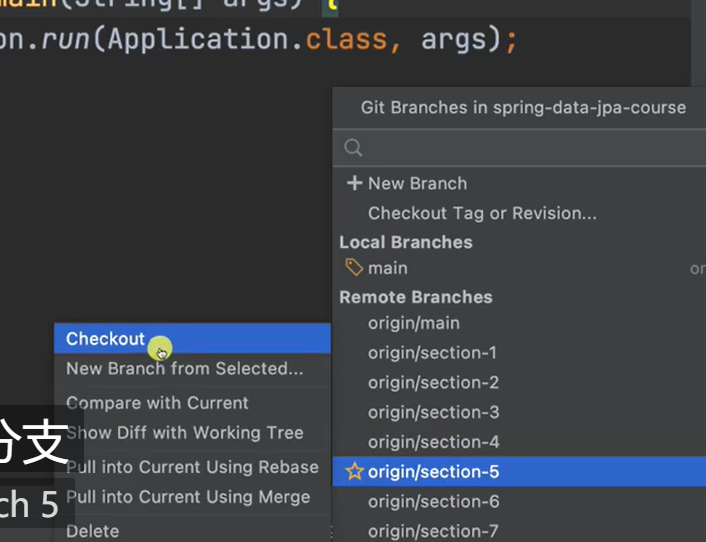 main(String[] args) {
on.run(Application.class, args);
Git Branches in spring-data-jpa-course
New Branch
Checkout Tag or Revision...
Local Branches
main
or
Remote Branches
origin/main
origin/section-1
origin/section-2
origin/section-3
origin/section-4
origin/section-5
origin/section-6
origin/section-7
Checkout
New Branch from Selected...
Compare with Current
Show Diff with Working Tree
Pull into Current Using Rebase
Pull into Current Using Merge
Delete
分支
ch 5